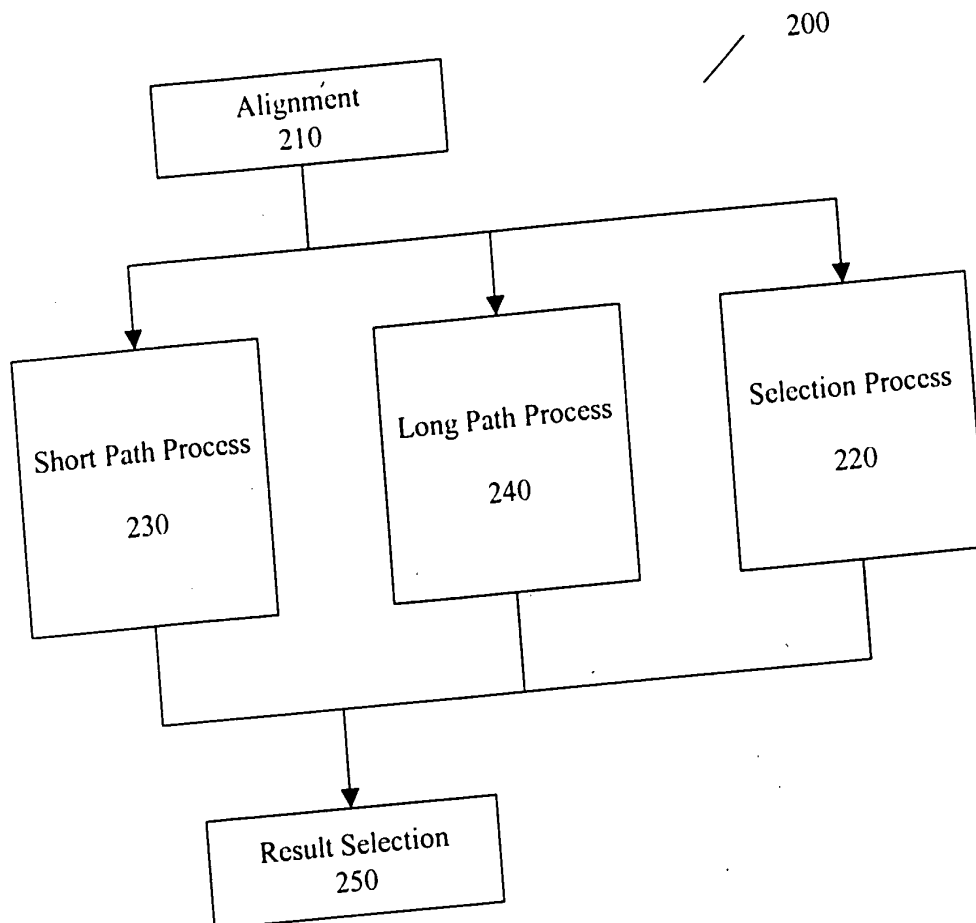 200
Alignment
210
Short Path Process
230
Long Path Process
240
Selection Process
220
Result Selection
250